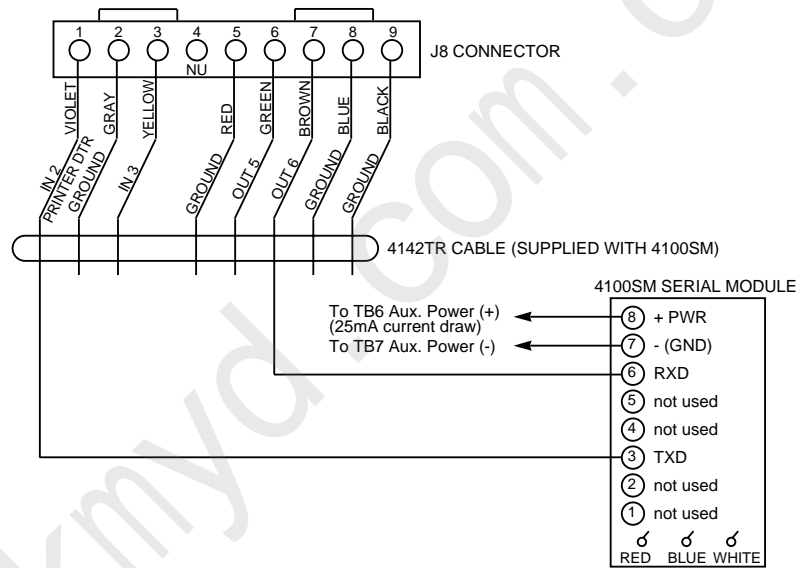 1 2 3 4 5 6 7 8 9
J8 CONNECTOR
NU
VIOLET
GRAY
YELLOW
RED
GREEN
BROWN
BLUE
BLACK
IN 2
PRINTER DTR
GROUND
IN 3
GROUND
OUT 5
OUT 6
GROUND
GROUND
4142TR CABLE (SUPPLIED WITH 4100SM)
4100SM SERIAL MODULE
To TB6 Aux. Power (+)
(25mA current draw)
To TB7 Aux. Power (-)
8 + PWR
7 - (GND)
6 RXD
5 not used
4 not used
3 TXD
2 not used
1 not used
RED BLUE WHITE
kmyd.com.c